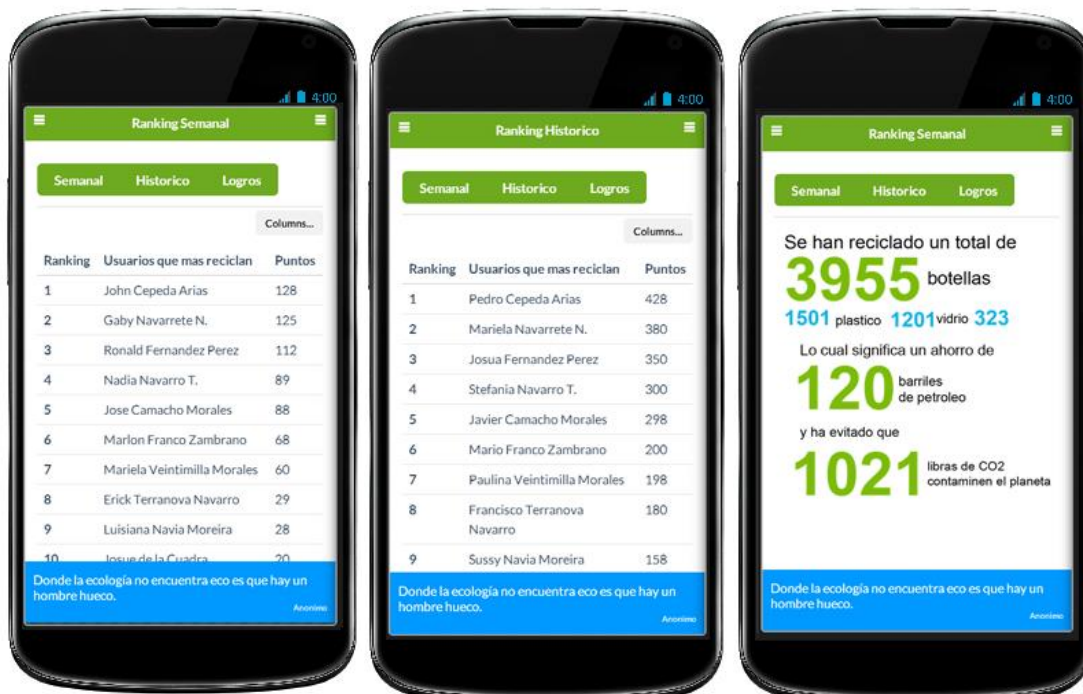 4:00
Ranking Semanal
Semanal Historico Logros
Columns...
Ranking Usuarios que mas reciclan Puntos
1 John Cepeda Arias 128
2 Gaby Navarrete N. 125
3 Ronald Fernandez Perez 112
4 Nadia Navarro T. 89
5 Jose Camacho Morales 88
6 Marlon Franco Zambrano 68
7 Mariela Veintimilla Morales 60
8 Erick Terranova Navarro 29
9 Luisiana Navia Moreira 28
10 Josue de la Cuadra 20
Donde la ecología no encuentra eco es que hay un
hombre hueco.
Anonimo
4:00
Ranking Historico
Semanal Historico Logros
Columns...
Ranking Usuarios que mas reciclan Puntos
1 Pedro Cepeda Arias 428
2 Mariela Navarrete N. 380
3 Josua Fernandez Perez 350
4 Stefania Navarro T. 300
5 Javier Camacho Morales 298
6 Mario Franco Zambrano 200
7 Paulina Veintimilla Morales 198
8 Francisco Terranova 180
Navarro
9 Sussy Navia Moreira 158
Donde la ecología no encuentra eco es que hay un
hombre hueco.
Anonimo
4:00
Ranking Semanal
Semanal Historico Logros
Se han reciclado un total de
3955 botellas
1501 plastico 1201 vidrio 323
Lo cual significa un ahorro de
120 barriles
de petroleo
y ha evitado que
1021 libras de CO2
contaminen el planeta
Donde la ecología no encuentra eco es que hay un
hombre hueco.
Anonimo